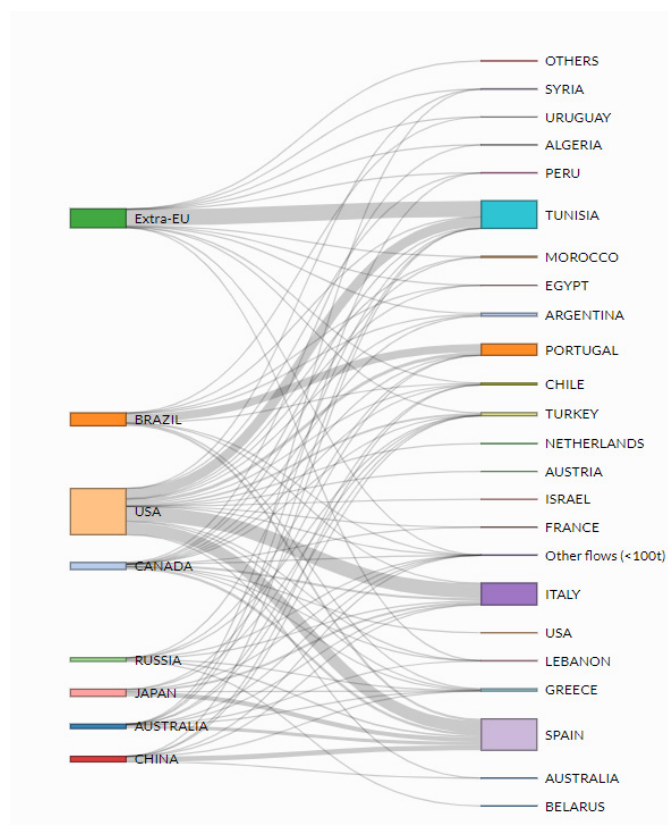 OTHERS
SYRIA
URUGUAY
ALGERIA
PERU
Extra-EU
TUNISIA
MOROCCO
EGYPT
ARGENTINA
PORTUGAL
CHILE
BRAZIL
TURKEY
NETHERLANDS
AUSTRIA
ISRAEL
USA
FRANCE
Other flows (<100t)
CANADA
ITALY
USA
RUSSIA
LEBANON
JAPAN
GREECE
AUSTRALIA
SPAIN
CHINA
AUSTRALIA
BELARUS